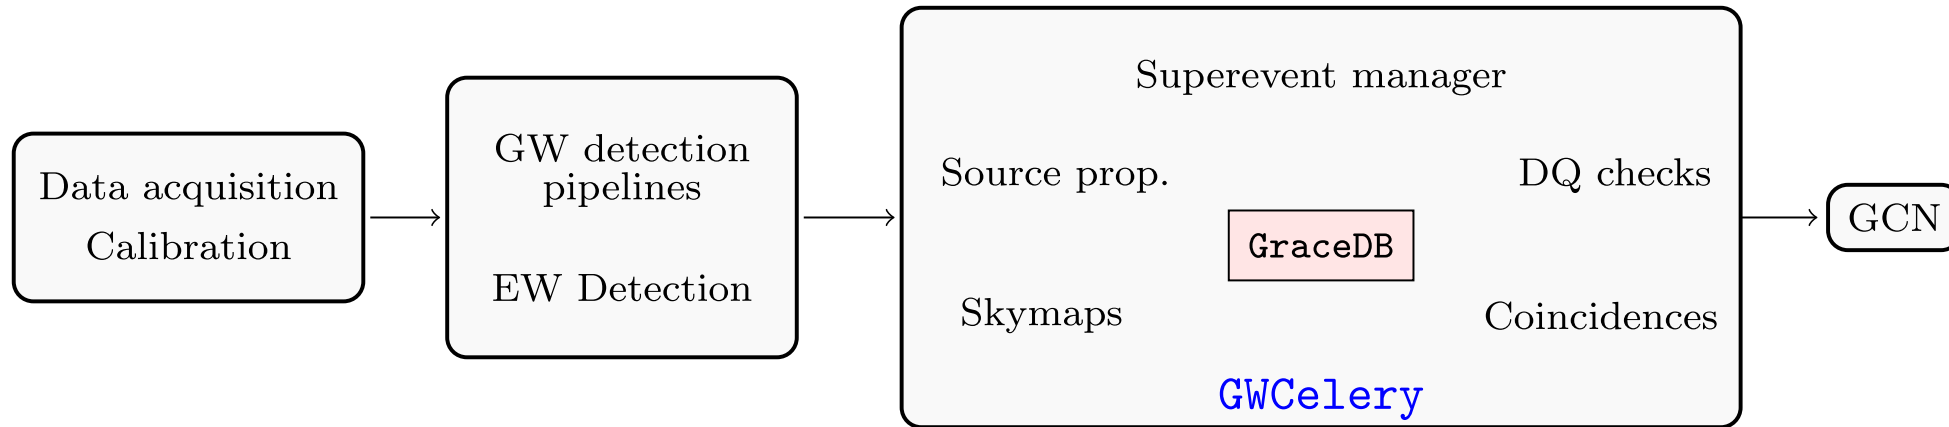 Data acquisition
Calibration
GW detection
pipelines
EW Detection
Superevent manager
Source prop.
DQ checks
GraceDB
Skymaps
Coincidences
GWCelery
GCN